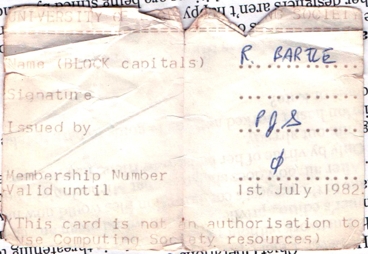 UNIVERSITY SOCIETY
Name (BLOCK capitals) R. BARTLE
Signature
Issued by PJS
Membership Number φ
Valid until 1st July 1982
(This card is not an authorisation to
use Computing Society resources)